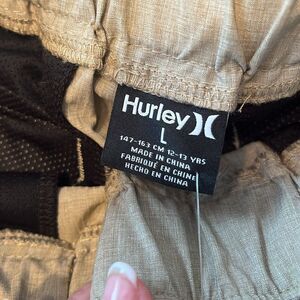 Hurley
L
147-163 CM 12-13 YRS
MADE IN CHINA
FABRIQUÉ EN CHINE
HECHO EN CHINA